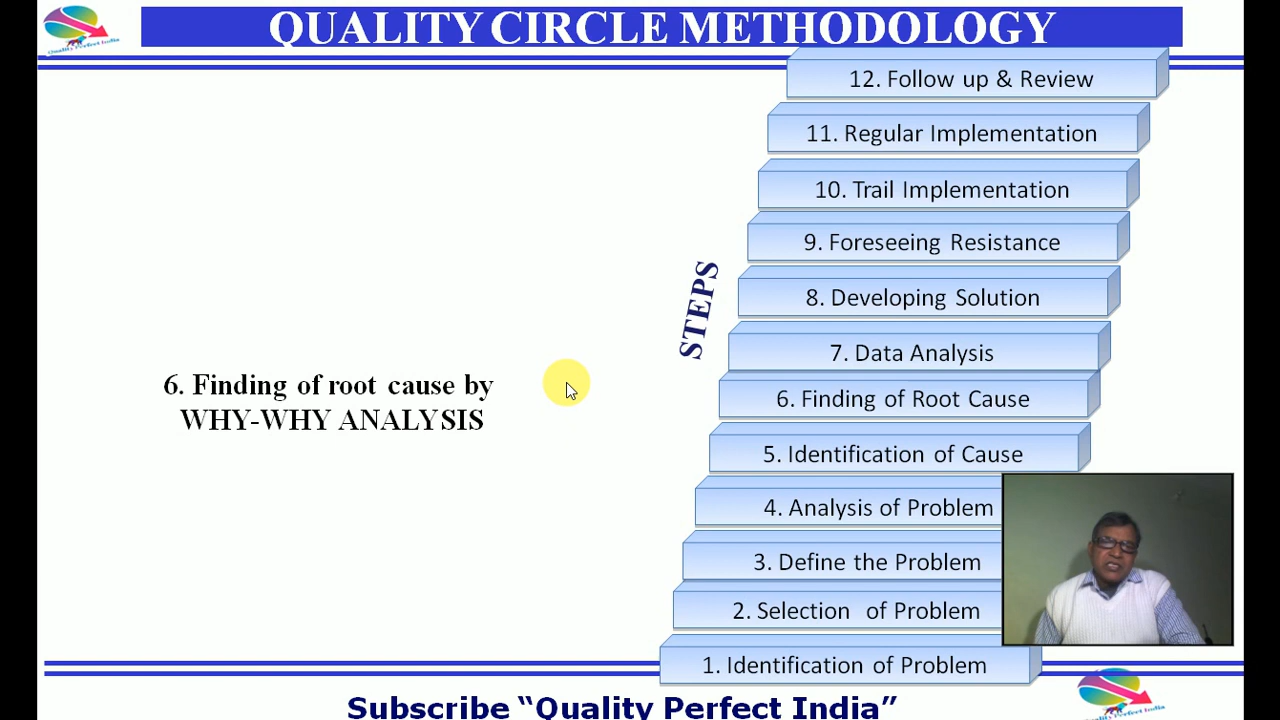 Quality Perfect India
QUALITY CIRCLE METHODOLOGY
12. Follow up & Review
11. Regular Implementation
10. Trail Implementation
9. Foreseeing Resistance
8. Developing Solution
7. Data Analysis
6. Finding of Root Cause
5. Identification of Cause
4. Analysis of Problem
3. Define the Problem
2. Selection of Problem
1. Identification of Problem
STEPS
6. Finding of root cause by
WHY-WHY ANALYSIS
Subscribe “Quality Perfect India”